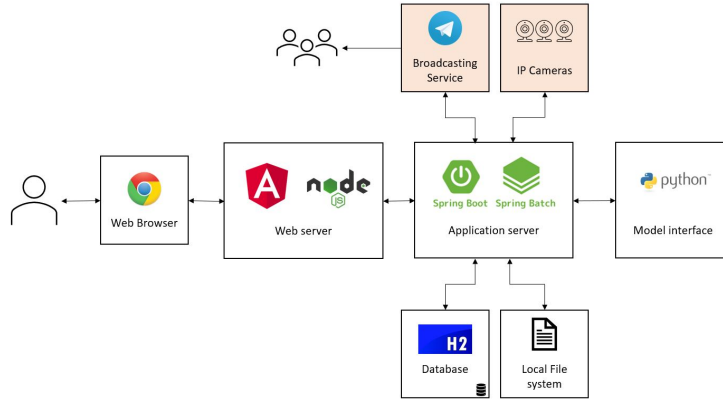 Broadcasting
Service
IP Cameras
A
node
JS
Spring Boot
Spring Batch
python
Web Browser
Web server
Application server
Model interface
H2
Database
Local File
system